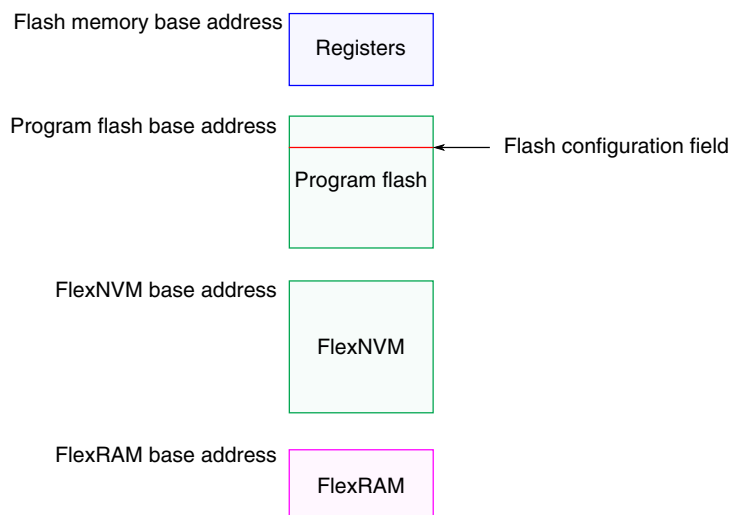 Flash memory base address
Registers
Program flash base address
Flash configuration field
Program flash
FlexNVM base address
FlexNVM
FlexRAM base address
FlexRAM